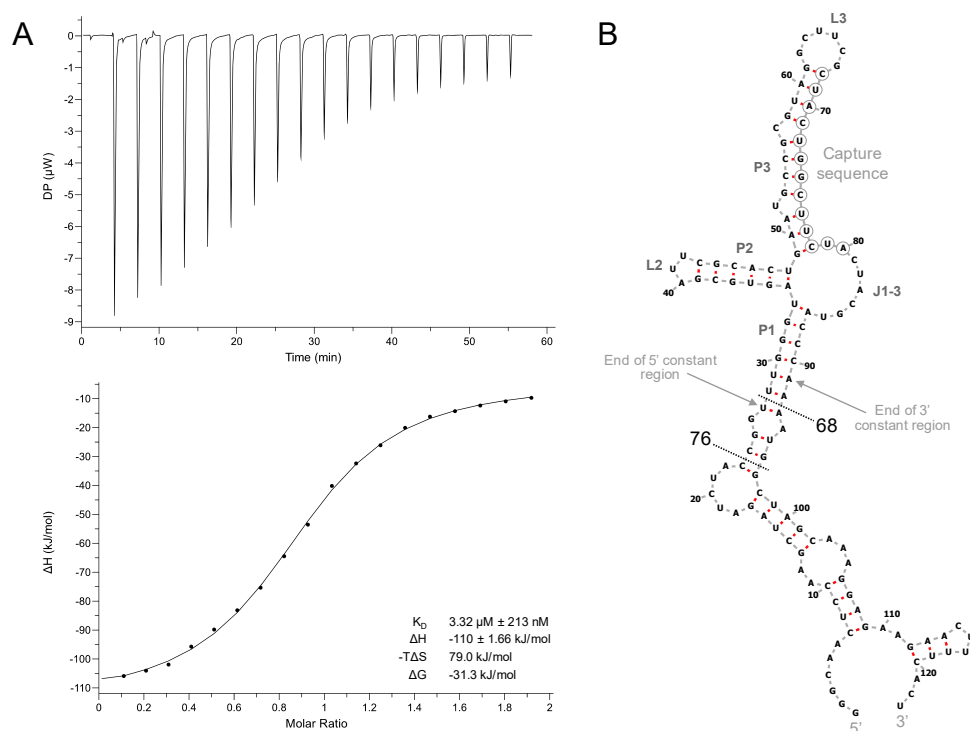 A
0
-1
-2
-3
-4
-5
-6
-7
-8
-9
DP (µW)
0
10
20
30
40
50
60
Time (min)
-10
-20
-30
-40
-50
-60
-70
-80
-90
-100
-110
ΔH (kJ/mol)
0
0.2
0.4
0.6
0.8
1
1.2
1.4
1.6
1.8
2
Molar Ratio
K_D 3.32 µM ± 213 nM
ΔH -110 ± 1.66 kJ/mol
-TΔS 79.0 kJ/mol
ΔG -31.3 kJ/mol
B
L3
60
70
P3
Capture
sequence
50
80
P2
L2
40
J1-3
P1
30
90
End of 5' constant
region
End of 3'
constant region
68
76
20
100
10
110
120
5'
3'